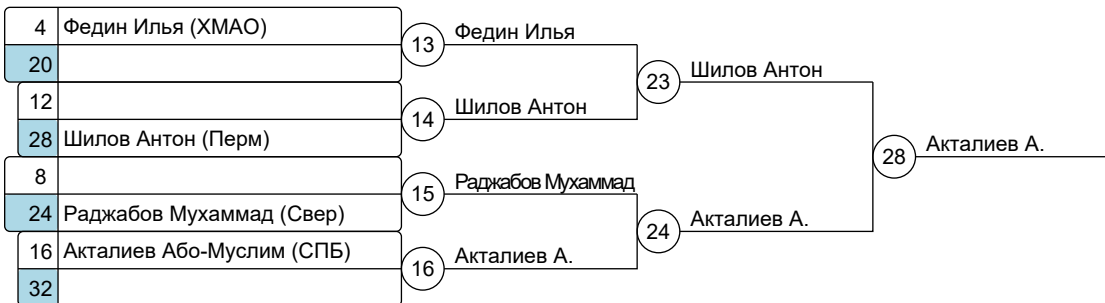 4 Федин Илья (ХМАО)
20
12
28 Шилов Антон (Перм)
8
24 Раджабов Мухаммад (Свер)
16 Акталиев Або-Муслим (СПБ)
32
13 Федин Илья
14 Шилов Антон
15 Раджабов Мухаммад
16 Акталиев А.
23 Шилов Антон
24 Акталиев А.
28 Акталиев А.